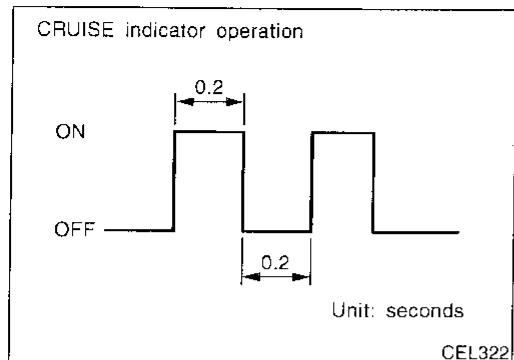 CRUISE indicator operation
0.2
ON
OFF
0.2
Unit: seconds
CEL322